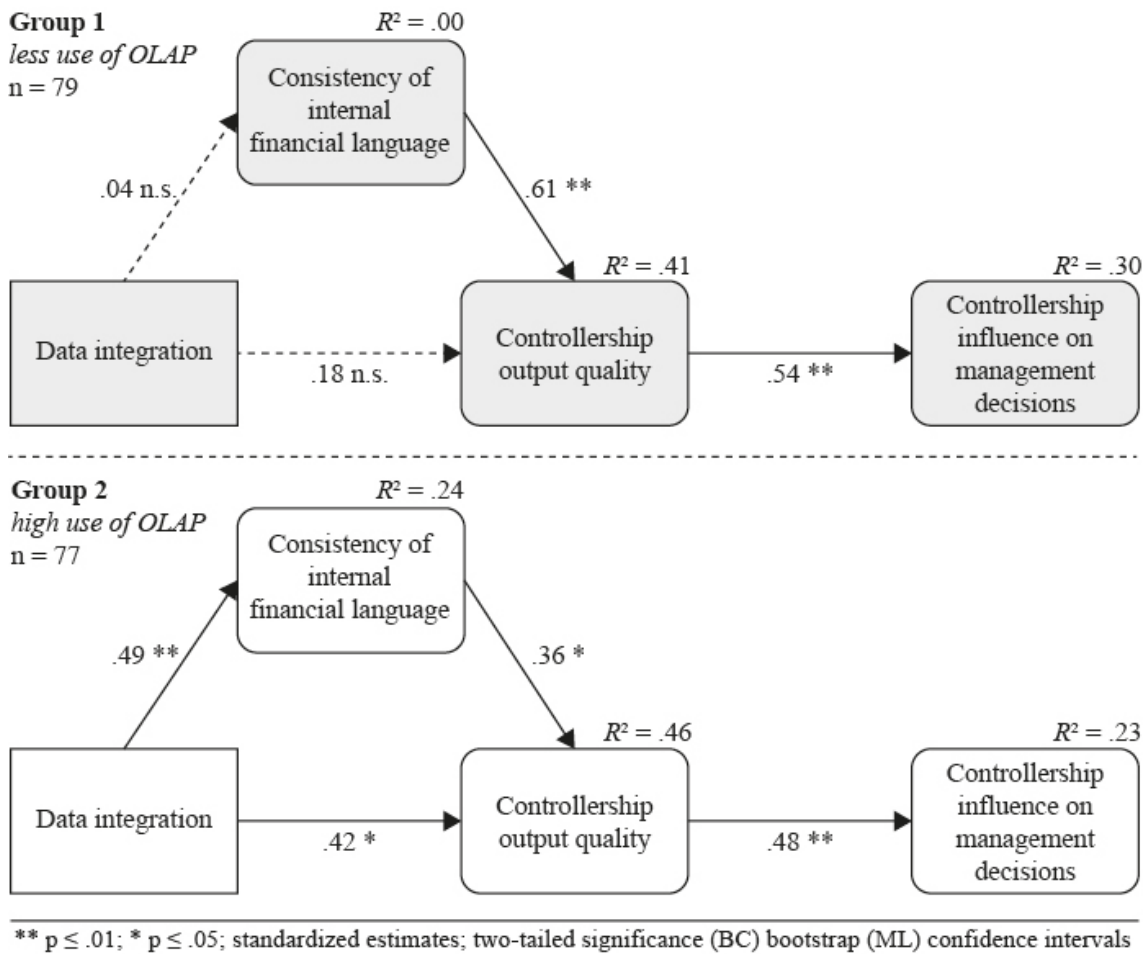 Group 1
less use of OLAP
n = 79
R² = .00
Consistency of
internal
financial language
.04 n.s.
.61 **
Data integration
.18 n.s.
R² = .41
Controllership
output quality
.54 **
R² = .30
Controllership
influence on
management
decisions
Group 2
high use of OLAP
n = 77
R² = .24
Consistency of
internal
financial language
.49 **
.36 *
Data integration
.42 *
R² = .46
Controllership
output quality
.48 **
R² = .23
Controllership
influence on
management
decisions
** p ≤ .01; * p ≤ .05; standardized estimates; two-tailed significance (BC) bootstrap (ML) confidence intervals